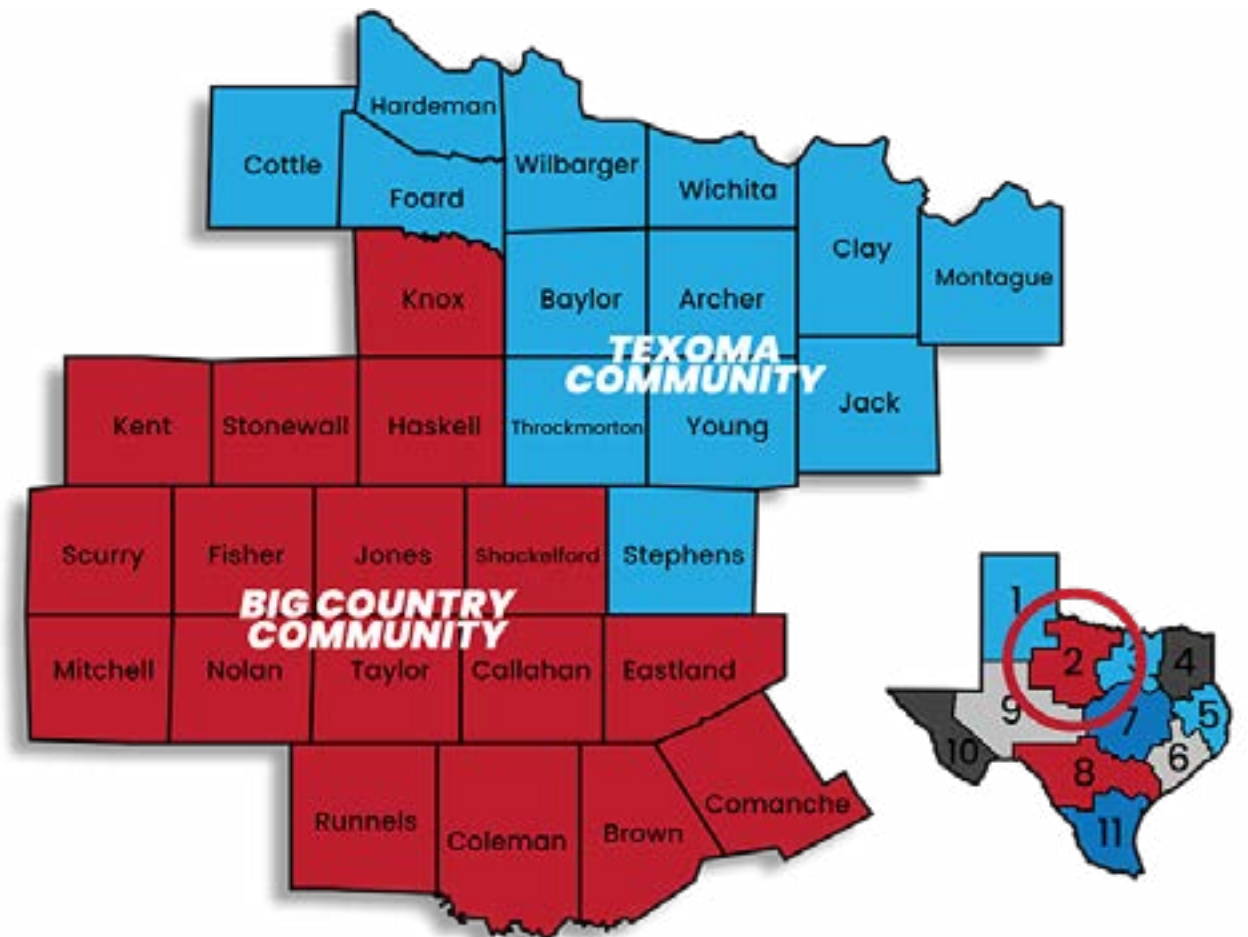 Hardeman
Cottle
Wilbarger
Foard
Wichita
Clay
Montague
Knox
Baylor
Archer
TEXOMA
COMMUNITY
Jack
Kent
Stonewall
Haskell
Throckmorton
Young
Scurry
Fisher
Jones
Shackelford
Stephens
BIG COUNTRY
COMMUNITY
Mitchell
Nolan
Taylor
Callahan
Eastland
Runnels
Coleman
Brown
Comanche
1
2
3
4
5
6
7
8
9
10
11